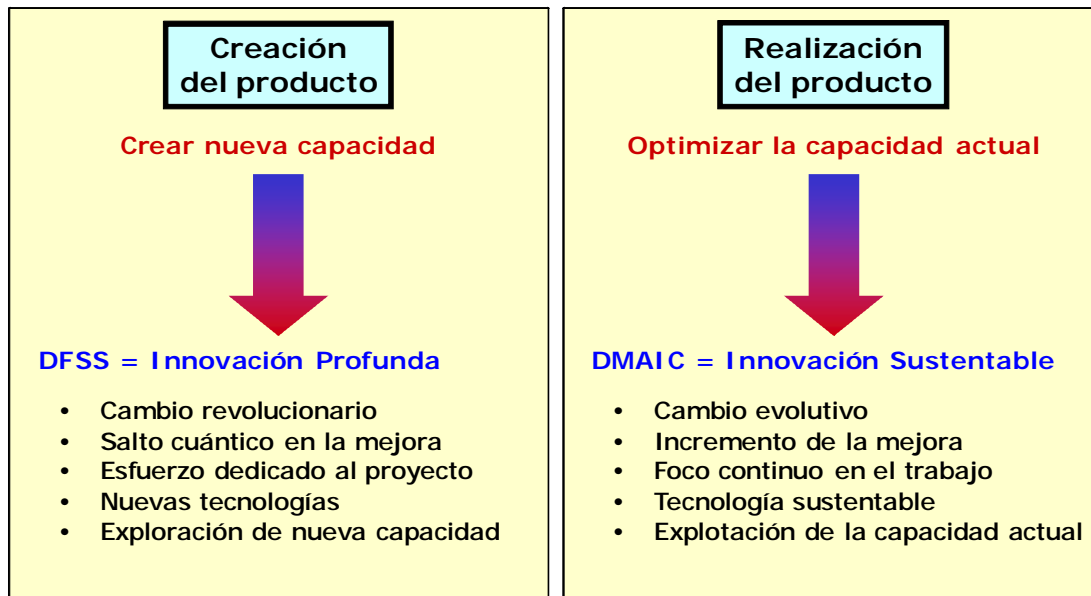 Creación
del producto
Crear nueva capacidad
DFSS = Innovación Profunda
• Cambio revolucionario
• Salto cuántico en la mejora
• Esfuerzo dedicado al proyecto
• Nuevas tecnologías
• Exploración de nueva capacidad
Realización
del producto
Optimizar la capacidad actual
DMAIC = Innovación Sustentable
• Cambio evolutivo
• Incremento de la mejora
• Foco continuo en el trabajo
• Tecnología sustentable
• Explotación de la capacidad actual